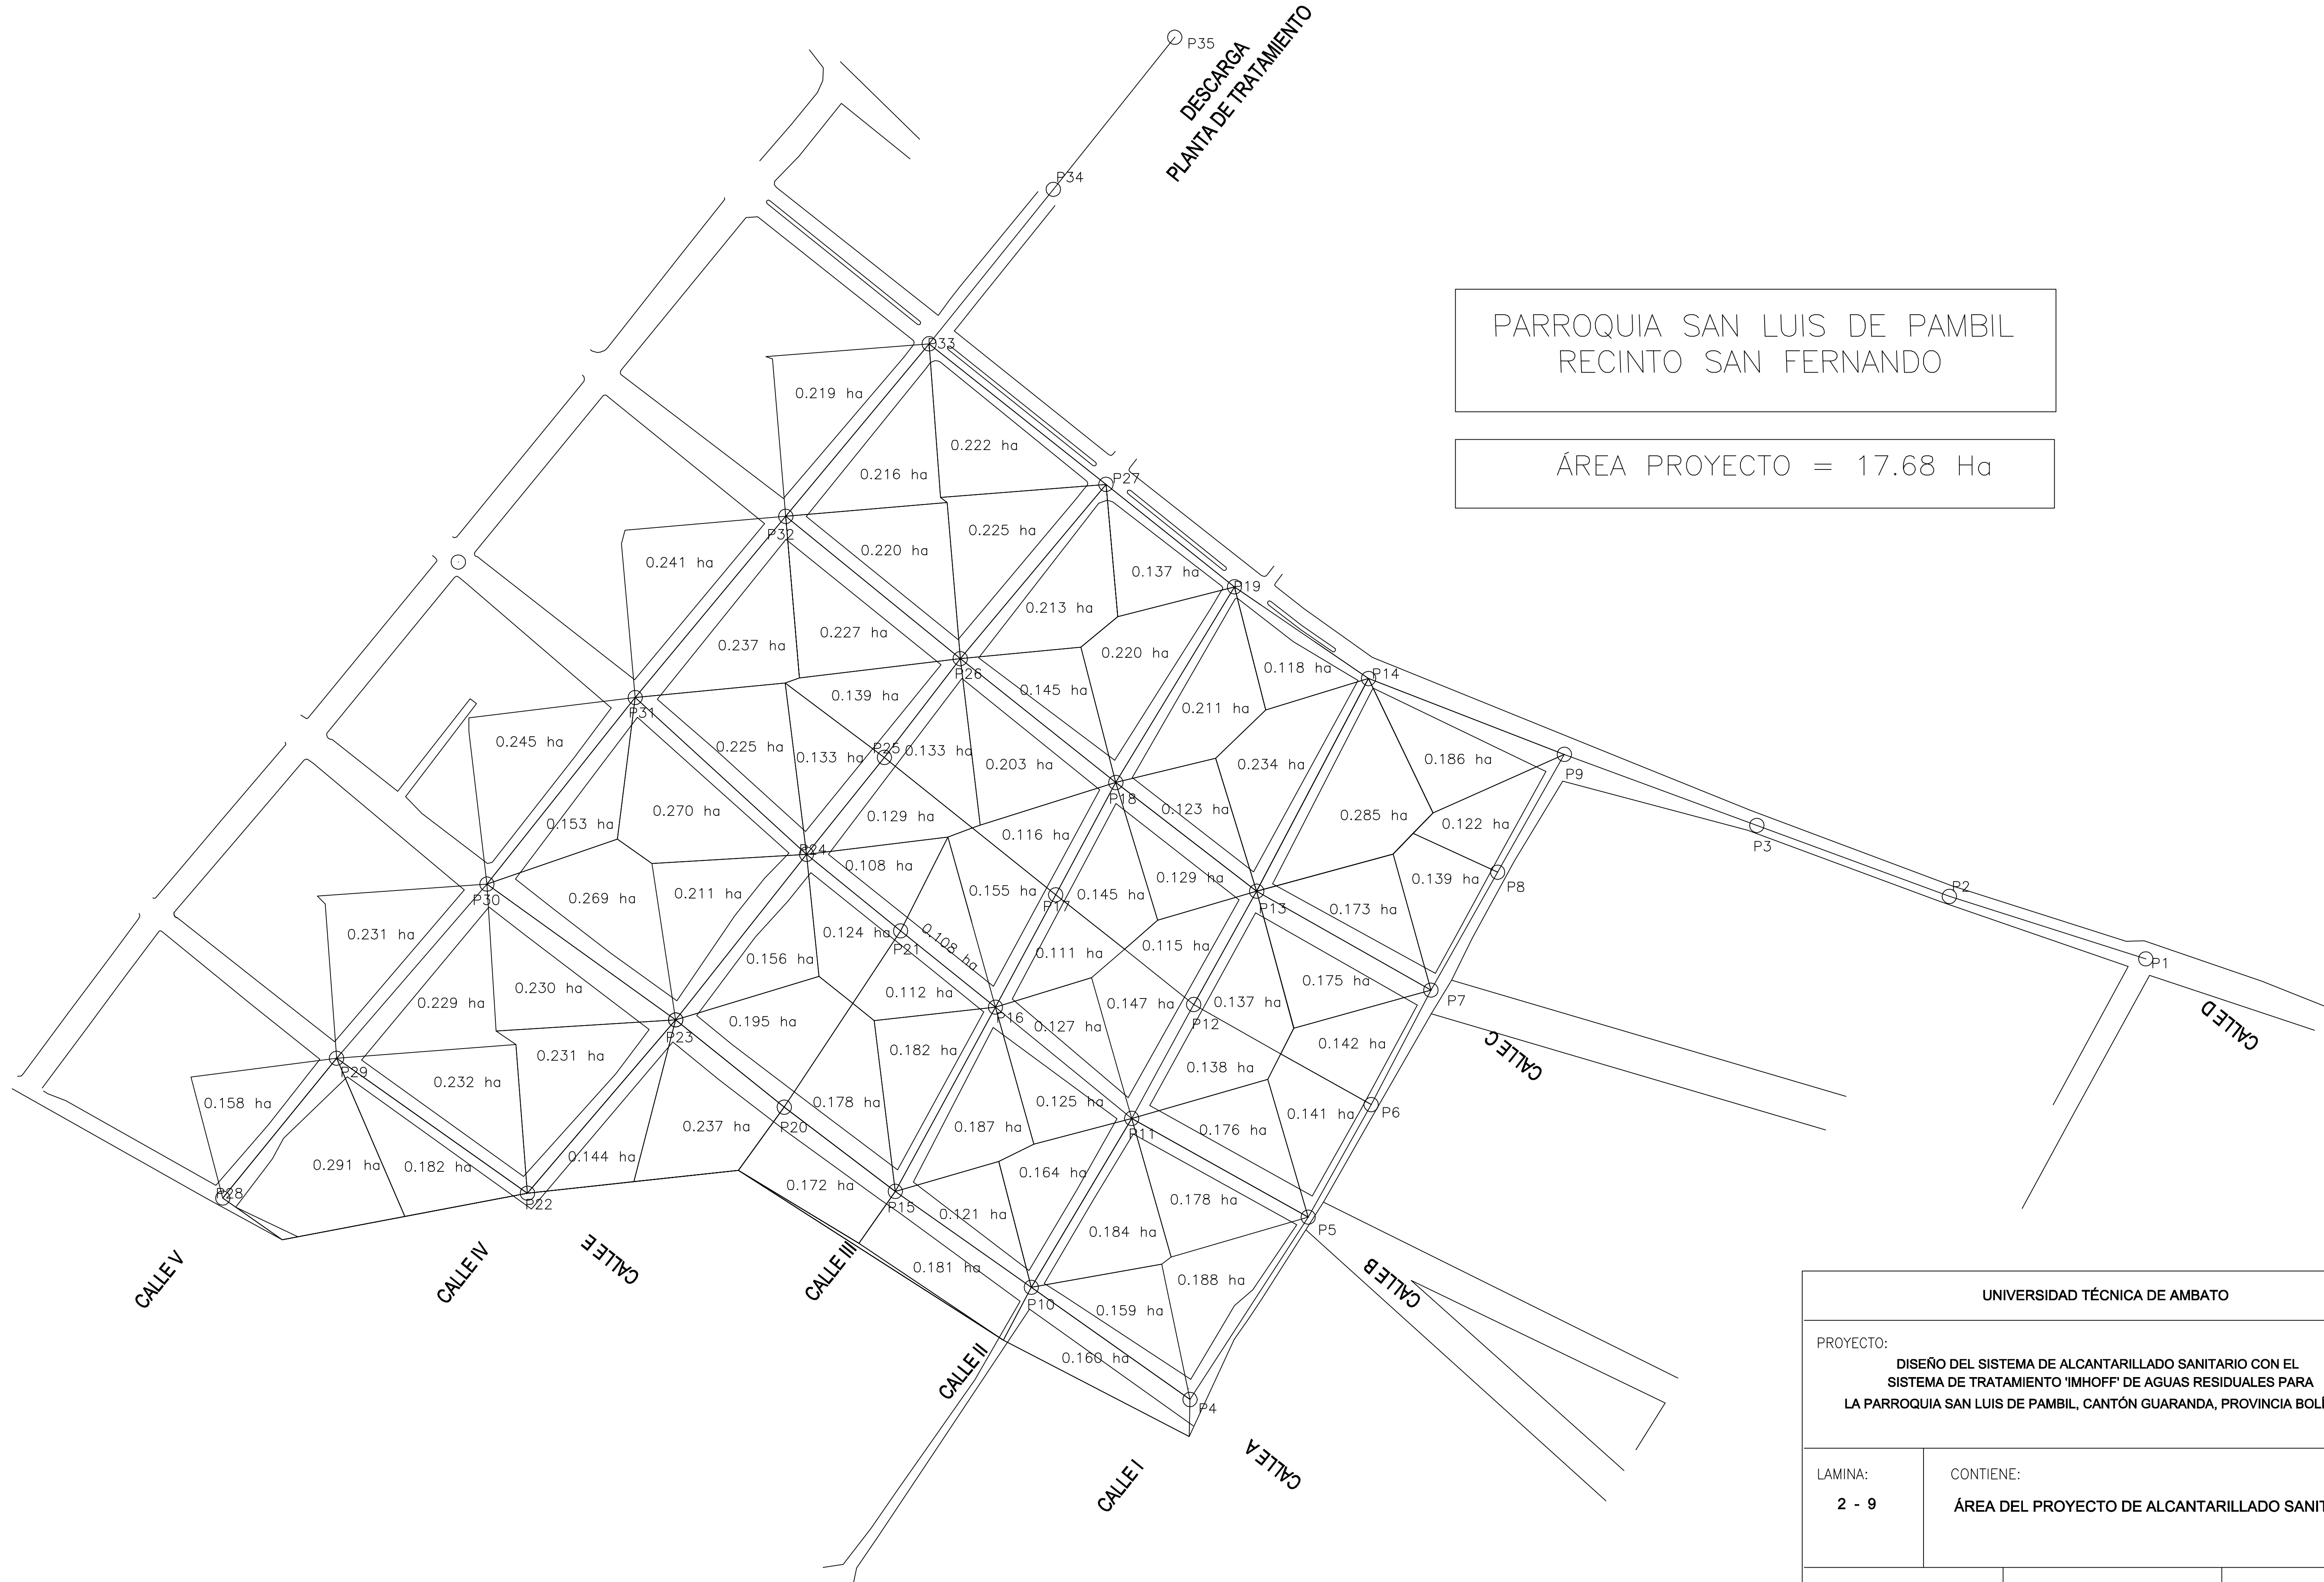 P35
DESCARGA
PLANTA DE TRATAMIENTO
P34
PARROQUIA SAN LUIS DE PAMBIL
RECINTO SAN FERNANDO
P33
0.219 ha
0.222 ha
ÁREA PROYECTO = 17.68 Ha
0.216 ha
P27
0.225 ha
P32
0.220 ha
0.241 ha
0.137 ha
P19
0.213 ha
0.237 ha
0.227 ha
0.220 ha
0.118 ha
P26
P14
0.145 ha
0.139 ha
P31
0.211 ha
0.245 ha
0.225 ha
P25
0.133 ha
0.133 ha
0.203 ha
0.234 ha
0.186 ha
P9
P18
0.153 ha
0.270 ha
0.129 ha
0.123 ha
0.285 ha
0.122 ha
0.116 ha
P3
P24
0.108 ha
P8
0.139 ha
P2
P30
0.269 ha
0.211 ha
0.155 ha
P17
0.145 ha
0.129 ha
P13
0.173 ha
0.231 ha
0.124 ha
P21
0.108 ha
0.111 ha
0.115 ha
0.156 ha
P1
0.175 ha
0.230 ha
0.229 ha
0.112 ha
0.147 ha
0.137 ha
P7
P12
CALLE D
0.195 ha
P16
0.127 ha
P23
0.182 ha
0.142 ha
CALLE C
0.231 ha
P29
0.232 ha
0.138 ha
0.158 ha
0.178 ha
0.125 ha
P6
0.141 ha
P20
0.237 ha
0.187 ha
P11
0.176 ha
0.144 ha
0.291 ha
0.182 ha
0.164 ha
0.172 ha
P28
P22
P15
0.178 ha
0.121 ha
P5
0.184 ha
CALLE V
CALLE IV
CALLE E
CALLE III
0.181 ha
0.188 ha
CALLE B
P10
0.159 ha
0.160 ha
CALLE II
P4
CALLE I
CALLE A
UNIVERSIDAD TÉCNICA DE AMBATO
PROYECTO:
DISEÑO DEL SISTEMA DE ALCANTARILLADO SANITARIO CON EL
SISTEMA DE TRATAMIENTO 'IMHOFF' DE AGUAS RESIDUALES PARA
LA PARROQUIA SAN LUIS DE PAMBIL, CANTÓN GUARANDA, PROVINCIA BOLÍ
LAMINA:
CONTIENE:
2 - 9
ÁREA DEL PROYECTO DE ALCANTARILLADO SANIT